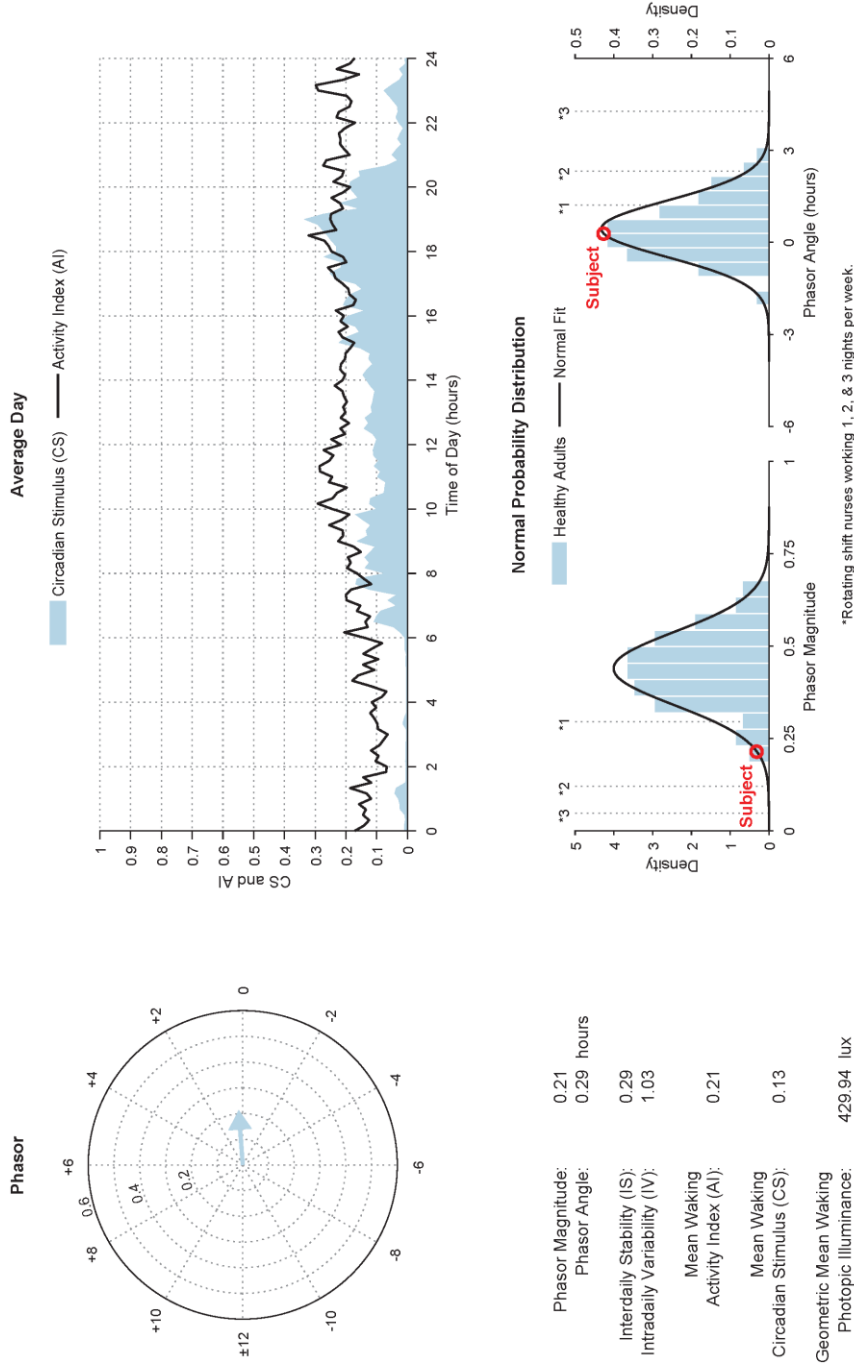 Phasor
+6
+4
+2
0
-2
-4
-6
-8
-10
±12
+10
+8
0.6
0.4
0.2
Average Day
Circadian Stimulus (CS) Activity Index (AI)
CS and AI
1
0.9
0.8
0.7
0.6
0.5
0.4
0.3
0.2
0.1
0
0 2 4 6 8 10 12 14 16 18 20 22 24
Time of Day (hours)
Phasor Magnitude: 0.21
Phasor Angle: 0.29 hours
Interdaily Stability (IS): 0.29
Intradaily Variability (IV): 1.03
Mean Waking
Activity Index (AI): 0.21
Mean Waking
Circadian Stimulus (CS): 0.13
Geometric Mean Waking
Photopic Illuminance: 429.94 lux
Normal Probability Distribution
Healthy Adults Normal Fit
Density
5
4
3
2
1
0
*3 *2 *1
Subject
0 0.25 0.5 0.75 1
Phasor Magnitude
Subject
*1 *2 *3
-6 -3 0 3 6
Phasor Angle (hours)
0.5
0.4
0.3
0.2
0.1
0
Density
*Rotating shift nurses working 1, 2, & 3 nights per week.